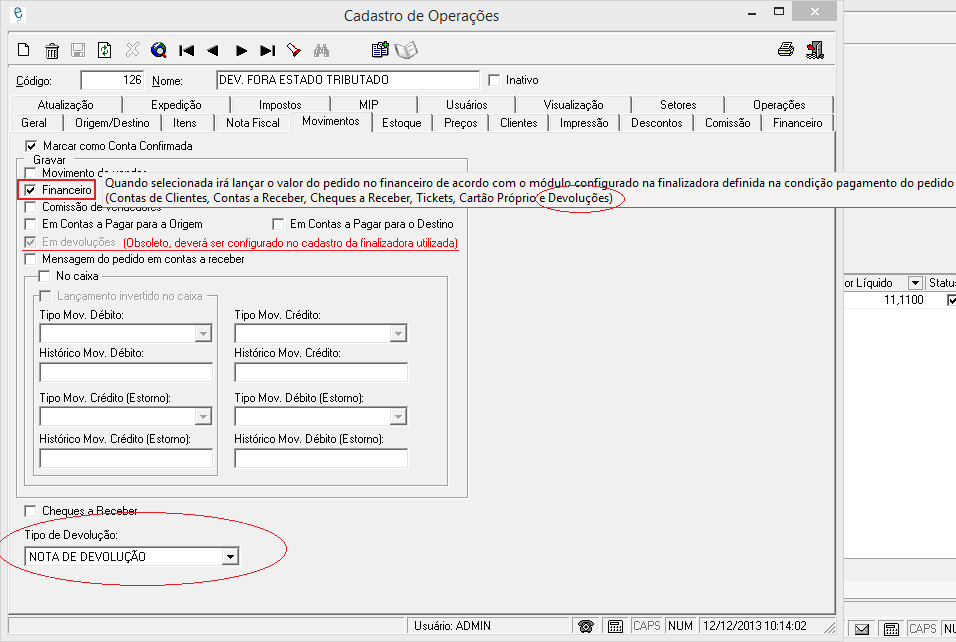 Cadastro de Operações
Código: 126 Nome: DEV. FORA ESTADO TRIBUTADO Inativo
Atualização Expedição Impostos MIP Usuários Visualização Setores Operações
Geral Origem/Destino Itens Nota Fiscal Movimentos Estoque Preços Clientes Impressão Descontos Comissão Financeiro
Marcar como Conta Confirmada
Gravar
Movimento de
Financeiro
Quando selecionada irá lançar o valor do pedido no financeiro de acordo com o módulo configurado na finalizadora definida na condição pagamento do pedido
(Contas de Clientes, Contas a Receber, Cheques a Receber, Tickets, Cartão Próprio e Devoluções)
Comissão de vendedores
Em Contas a Pagar para a Origem Em Contas a Pagar para o Destino
Em devoluções (Obsoleto, deverá ser configurado no cadastro da finalizadora utilizada)
Mensagem do pedido em contas a receber
No caixa
Lançamento invertido no caixa
Tipo Mov. Débito: Tipo Mov. Crédito:
Histórico Mov. Débito: Histórico Mov. Crédito:
Tipo Mov. Crédito (Estorno): Tipo Mov. Débito (Estorno):
Histórico Mov. Crédito (Estorno): Histórico Mov. Débito (Estorno):
Cheques a Receber
Tipo de Devolução:
NOTA DE DEVOLUÇÃO
Usuário: ADMIN CAPS NUM 12/12/2013 10:14:02
or Líquido Status
11,1100
CAPS NU